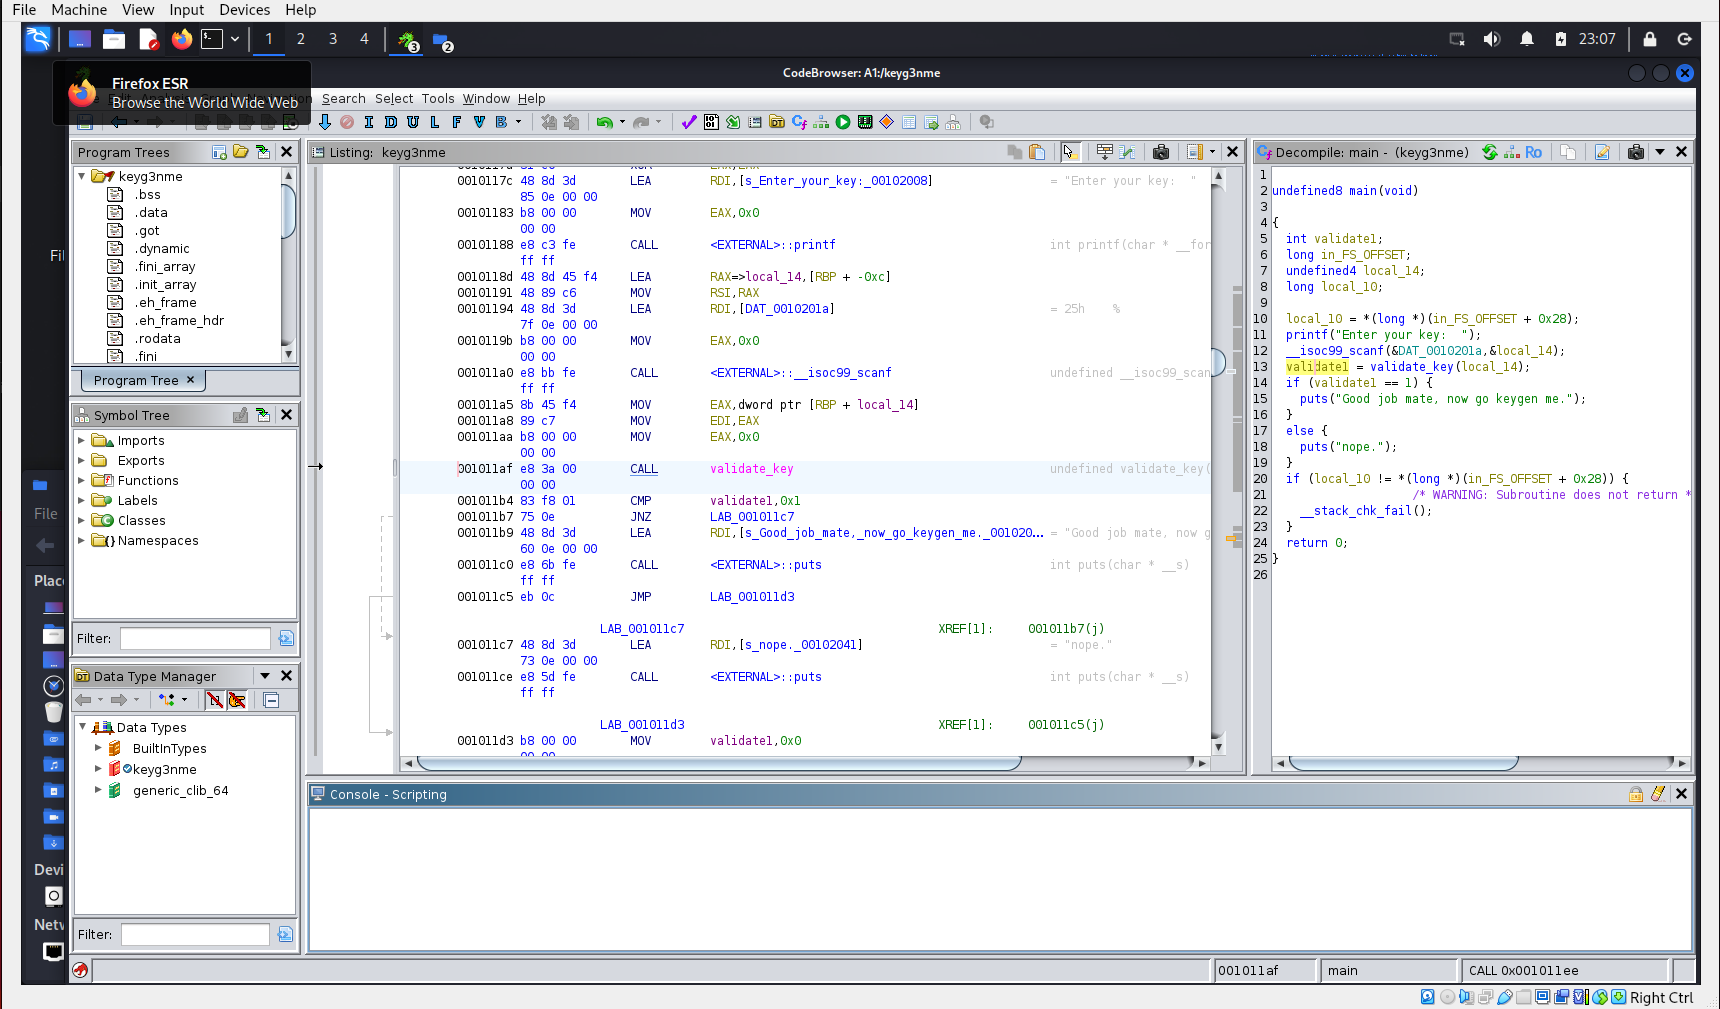 File Machine View Input Devices Help
1 2 3 4 3 2 23:07
CodeBrowser: A1:/keyg3nme
Firefox ESR
Browse the World Wide Web
Search Select Tools Window Help
I D U L F V B
Program Trees
keyg3nme
.bss
.data
.got
.dynamic
.fini_array
.init_array
.eh_frame
.eh_frame_hdr
.rodata
.fini
Program Tree ×
Symbol Tree
Imports
Exports
Functions
Labels
Classes
Namespaces
Filter:
Data Type Manager
Data Types
BuiltInTypes
keyg3nme
generic_clib_64
Filter:
Listing: keyg3nme
0010117c 48 8d 3d LEA RDI,[s_Enter_your_key:_00102008] = "Enter your key:  "
85 0e 00 00
00101183 b8 00 00 MOV EAX,0x0
00 00
00101188 e8 c3 fe CALL <EXTERNAL>::printf int printf(char * __for
ff ff
0010118d 48 8d 45 f4 LEA RAX=>local_14,[RBP + -0xc]
00101191 48 89 c6 MOV RSI,RAX
00101194 48 8d 3d LEA RDI,[DAT_0010201a] = 25h    %
7f 0e 00 00
0010119b b8 00 00 MOV EAX,0x0
00 00
001011a0 e8 bb fe CALL <EXTERNAL>::__isoc99_scanf undefined __isoc99_scan
ff ff
001011a5 8b 45 f4 MOV EAX,dword ptr [RBP + local_14]
001011a8 89 c7 MOV EDI,EAX
001011aa b8 00 00 MOV EAX,0x0
00 00
001011af e8 3a 00 CALL validate_key undefined validate_key(
00 00
001011b4 83 f8 01 CMP validate1,0x1
001011b7 75 0e JNZ LAB_001011c7
001011b9 48 8d 3d LEA RDI,[s_Good_job_mate,_now_go_keygen_me._001020... = "Good job mate, now g
60 0e 00 00
001011c0 e8 6b fe CALL <EXTERNAL>::puts int puts(char * __s)
ff ff
001011c5 eb 0c JMP LAB_001011d3
LAB_001011c7 XREF[1]: 001011b7(j)
001011c7 48 8d 3d LEA RDI,[s_nope._00102041] = "nope."
73 0e 00 00
001011ce e8 5d fe CALL <EXTERNAL>::puts int puts(char * __s)
ff ff
LAB_001011d3 XREF[1]: 001011c5(j)
001011d3 b8 00 00 MOV validate1,0x0
Decompile: main - (keyg3nme)
Ro
1
2 undefined8 main(void)
3
4 {
5 int validate1;
6 long in_FS_OFFSET;
7 undefined4 local_14;
8 long local_10;
9
10 local_10 = *(long *)(in_FS_OFFSET + 0x28);
11 printf("Enter your key:  ");
12 __isoc99_scanf(&DAT_0010201a,&local_14);
13 validate1 = validate_key(local_14);
14 if (validate1 == 1) {
15 puts("Good job mate, now go keygen me.");
16 }
17 else {
18 puts("nope.");
19 }
20 if (local_10 != *(long *)(in_FS_OFFSET + 0x28)) {
21 /* WARNING: Subroutine does not return *
22 __stack_chk_fail();
23 }
24 return 0;
25 }
26
Console - Scripting
001011af main CALL 0x001011ee
File
Plac
Devi
Netv
Right Ctrl